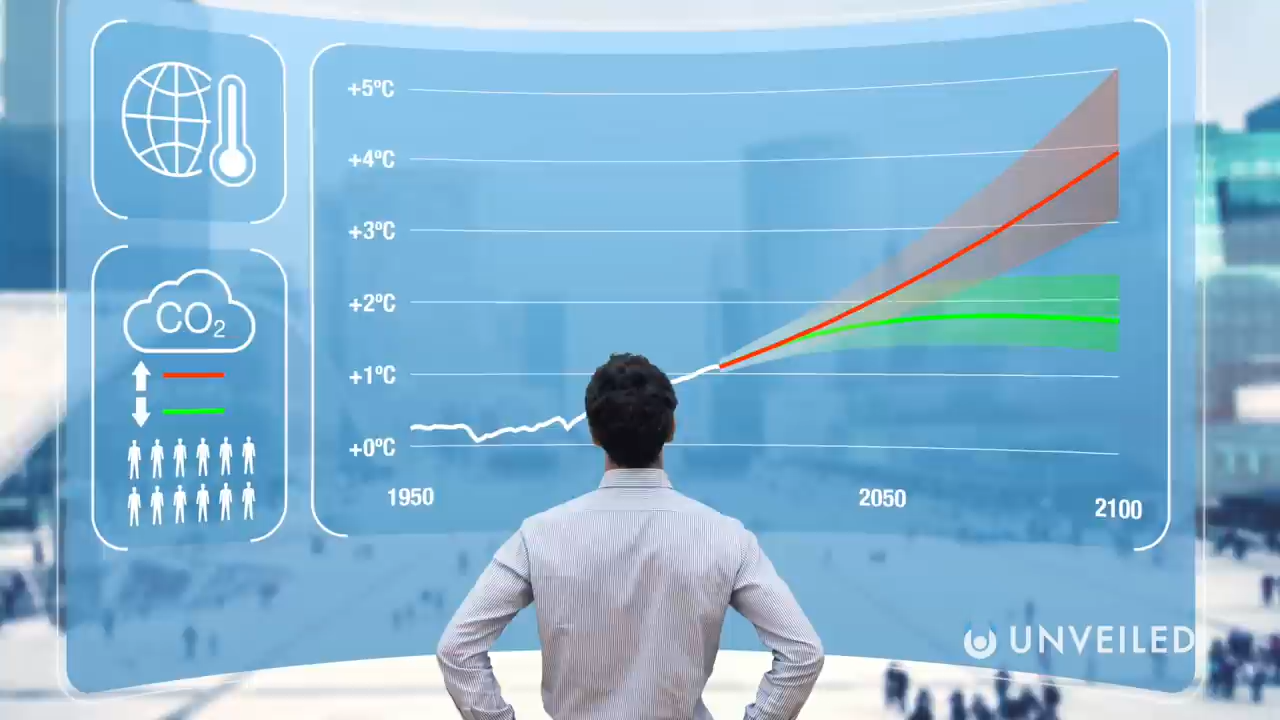 +5ºC
+4ºC
+3ºC
+2ºC
+1ºC
+0ºC
1950
2050
2100
CO₂
UNVEILED